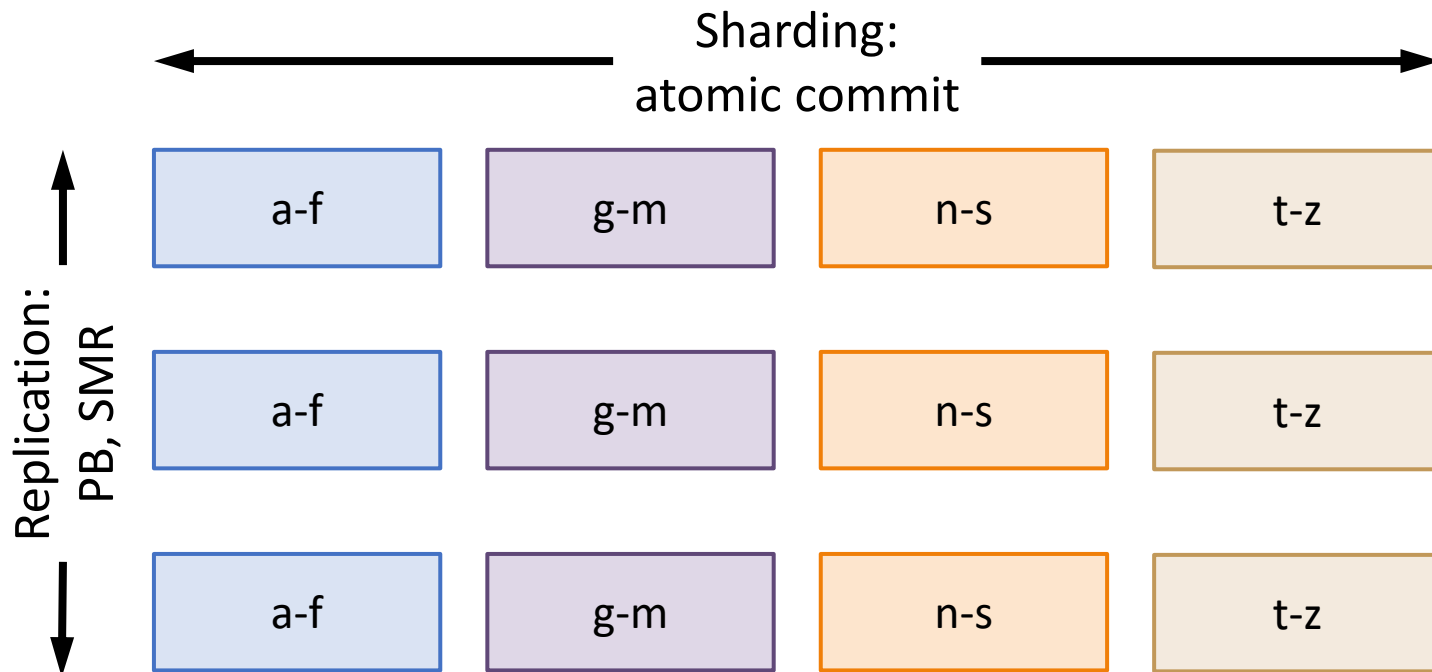 Sharding:
atomic commit
Replication:
PB, SMR
a-f
g-m
n-s
t-z
a-f
g-m
n-s
t-z
a-f
g-m
n-s
t-z